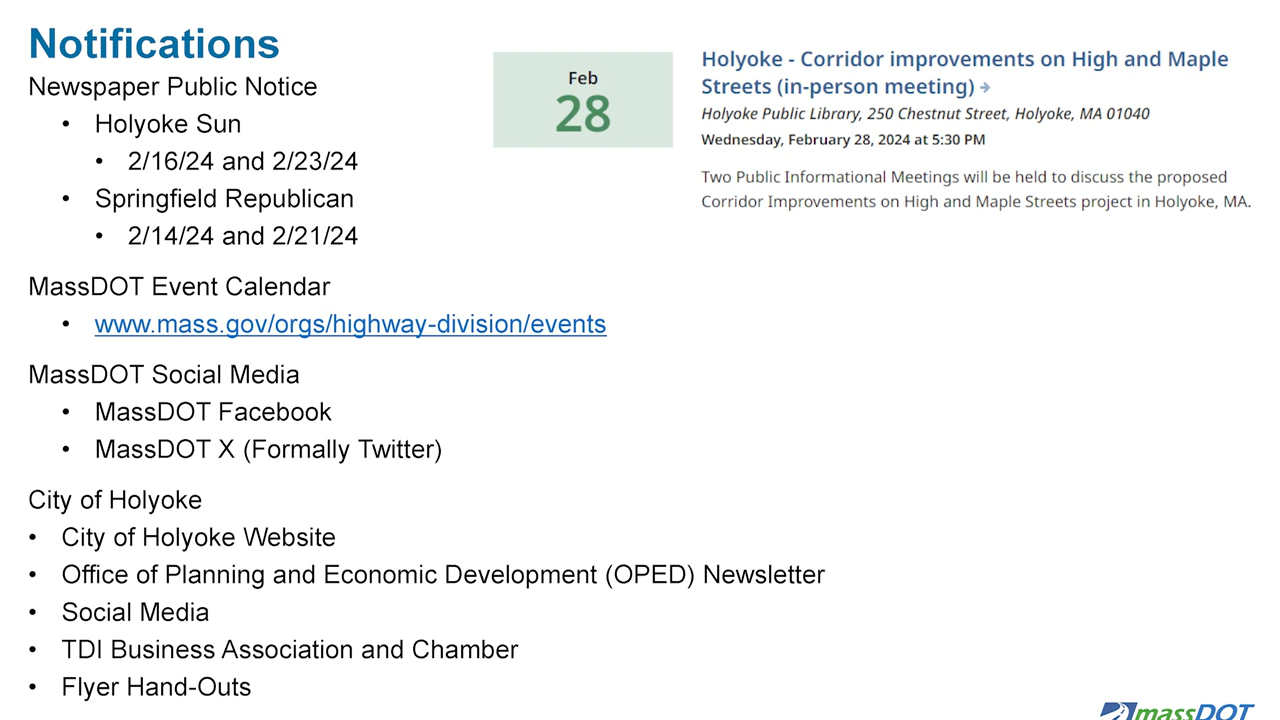 Notifications
Newspaper Public Notice
• Holyoke Sun
• 2/16/24 and 2/23/24
• Springfield Republican
• 2/14/24 and 2/21/24
MassDOT Event Calendar
• www.mass.gov/orgs/highway-division/events
MassDOT Social Media
• MassDOT Facebook
• MassDOT X (Formally Twitter)
City of Holyoke
• City of Holyoke Website
• Office of Planning and Economic Development (OPED) Newsletter
• Social Media
• TDI Business Association and Chamber
• Flyer Hand-Outs
Feb
28
Holyoke - Corridor improvements on High and Maple
Streets (in-person meeting)
Holyoke Public Library, 250 Chestnut Street, Holyoke, MA 01040
Wednesday, February 28, 2024 at 5:30 PM
Two Public Informational Meetings will be held to discuss the proposed
Corridor Improvements on High and Maple Streets project in Holyoke, MA.
massDOT